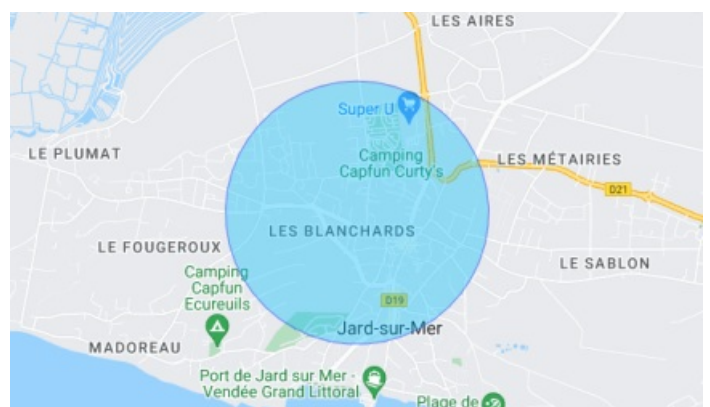 LES AIRES
Super U
LE PLUMAT
Camping
Capfun Curty's
LES MÉTAIRIES
D21
LES BLANCHARDS
LE FOUGEROUX
LE SABLON
Camping
Capfun
Ecureuils
D19
Jard-sur-Mer
MADOREAU
Port de Jard sur Mer -
Vendée Grand Littoral
Plage de